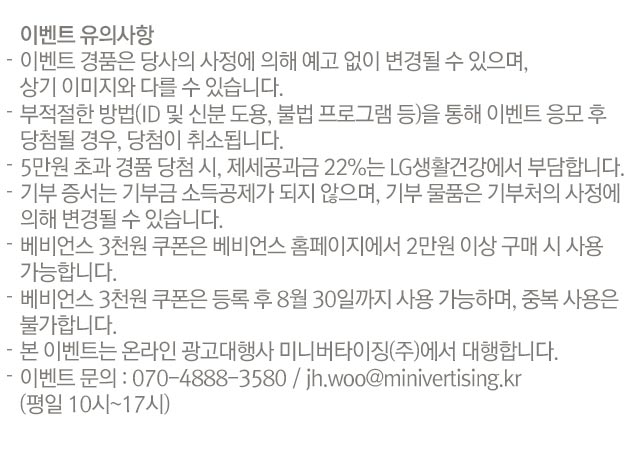 이벤트 유의사항
- 이벤트 경품은 당사의 사정에 의해 예고 없이 변경될 수 있으며,
상기 이미지와 다를 수 있습니다.
- 부적절한 방법(ID 및 신분 도용, 불법 프로그램 등)을 통해 이벤트 응모 후
당첨될 경우, 당첨이 취소됩니다.
- 5만원 초과 경품 당첨 시, 제세공과금 22%는 LG생활건강에서 부담합니다.
- 기부 증서는 기부금 소득공제가 되지 않으며, 기부 물품은 기부처의 사정에
의해 변경될 수 있습니다.
- 베비언스 3천원 쿠폰은 베비언스 홈페이지에서 2만원 이상 구매 시 사용
가능합니다.
- 베비언스 3천원 쿠폰은 등록 후 8월 30일까지 사용 가능하며, 중복 사용은
불가합니다.
- 본 이벤트는 온라인 광고대행사 미니버타이징(주)에서 대행합니다.
- 이벤트 문의 : 070-4888-3580 / jh.woo@minivertising.kr
(평일 10시~17시)